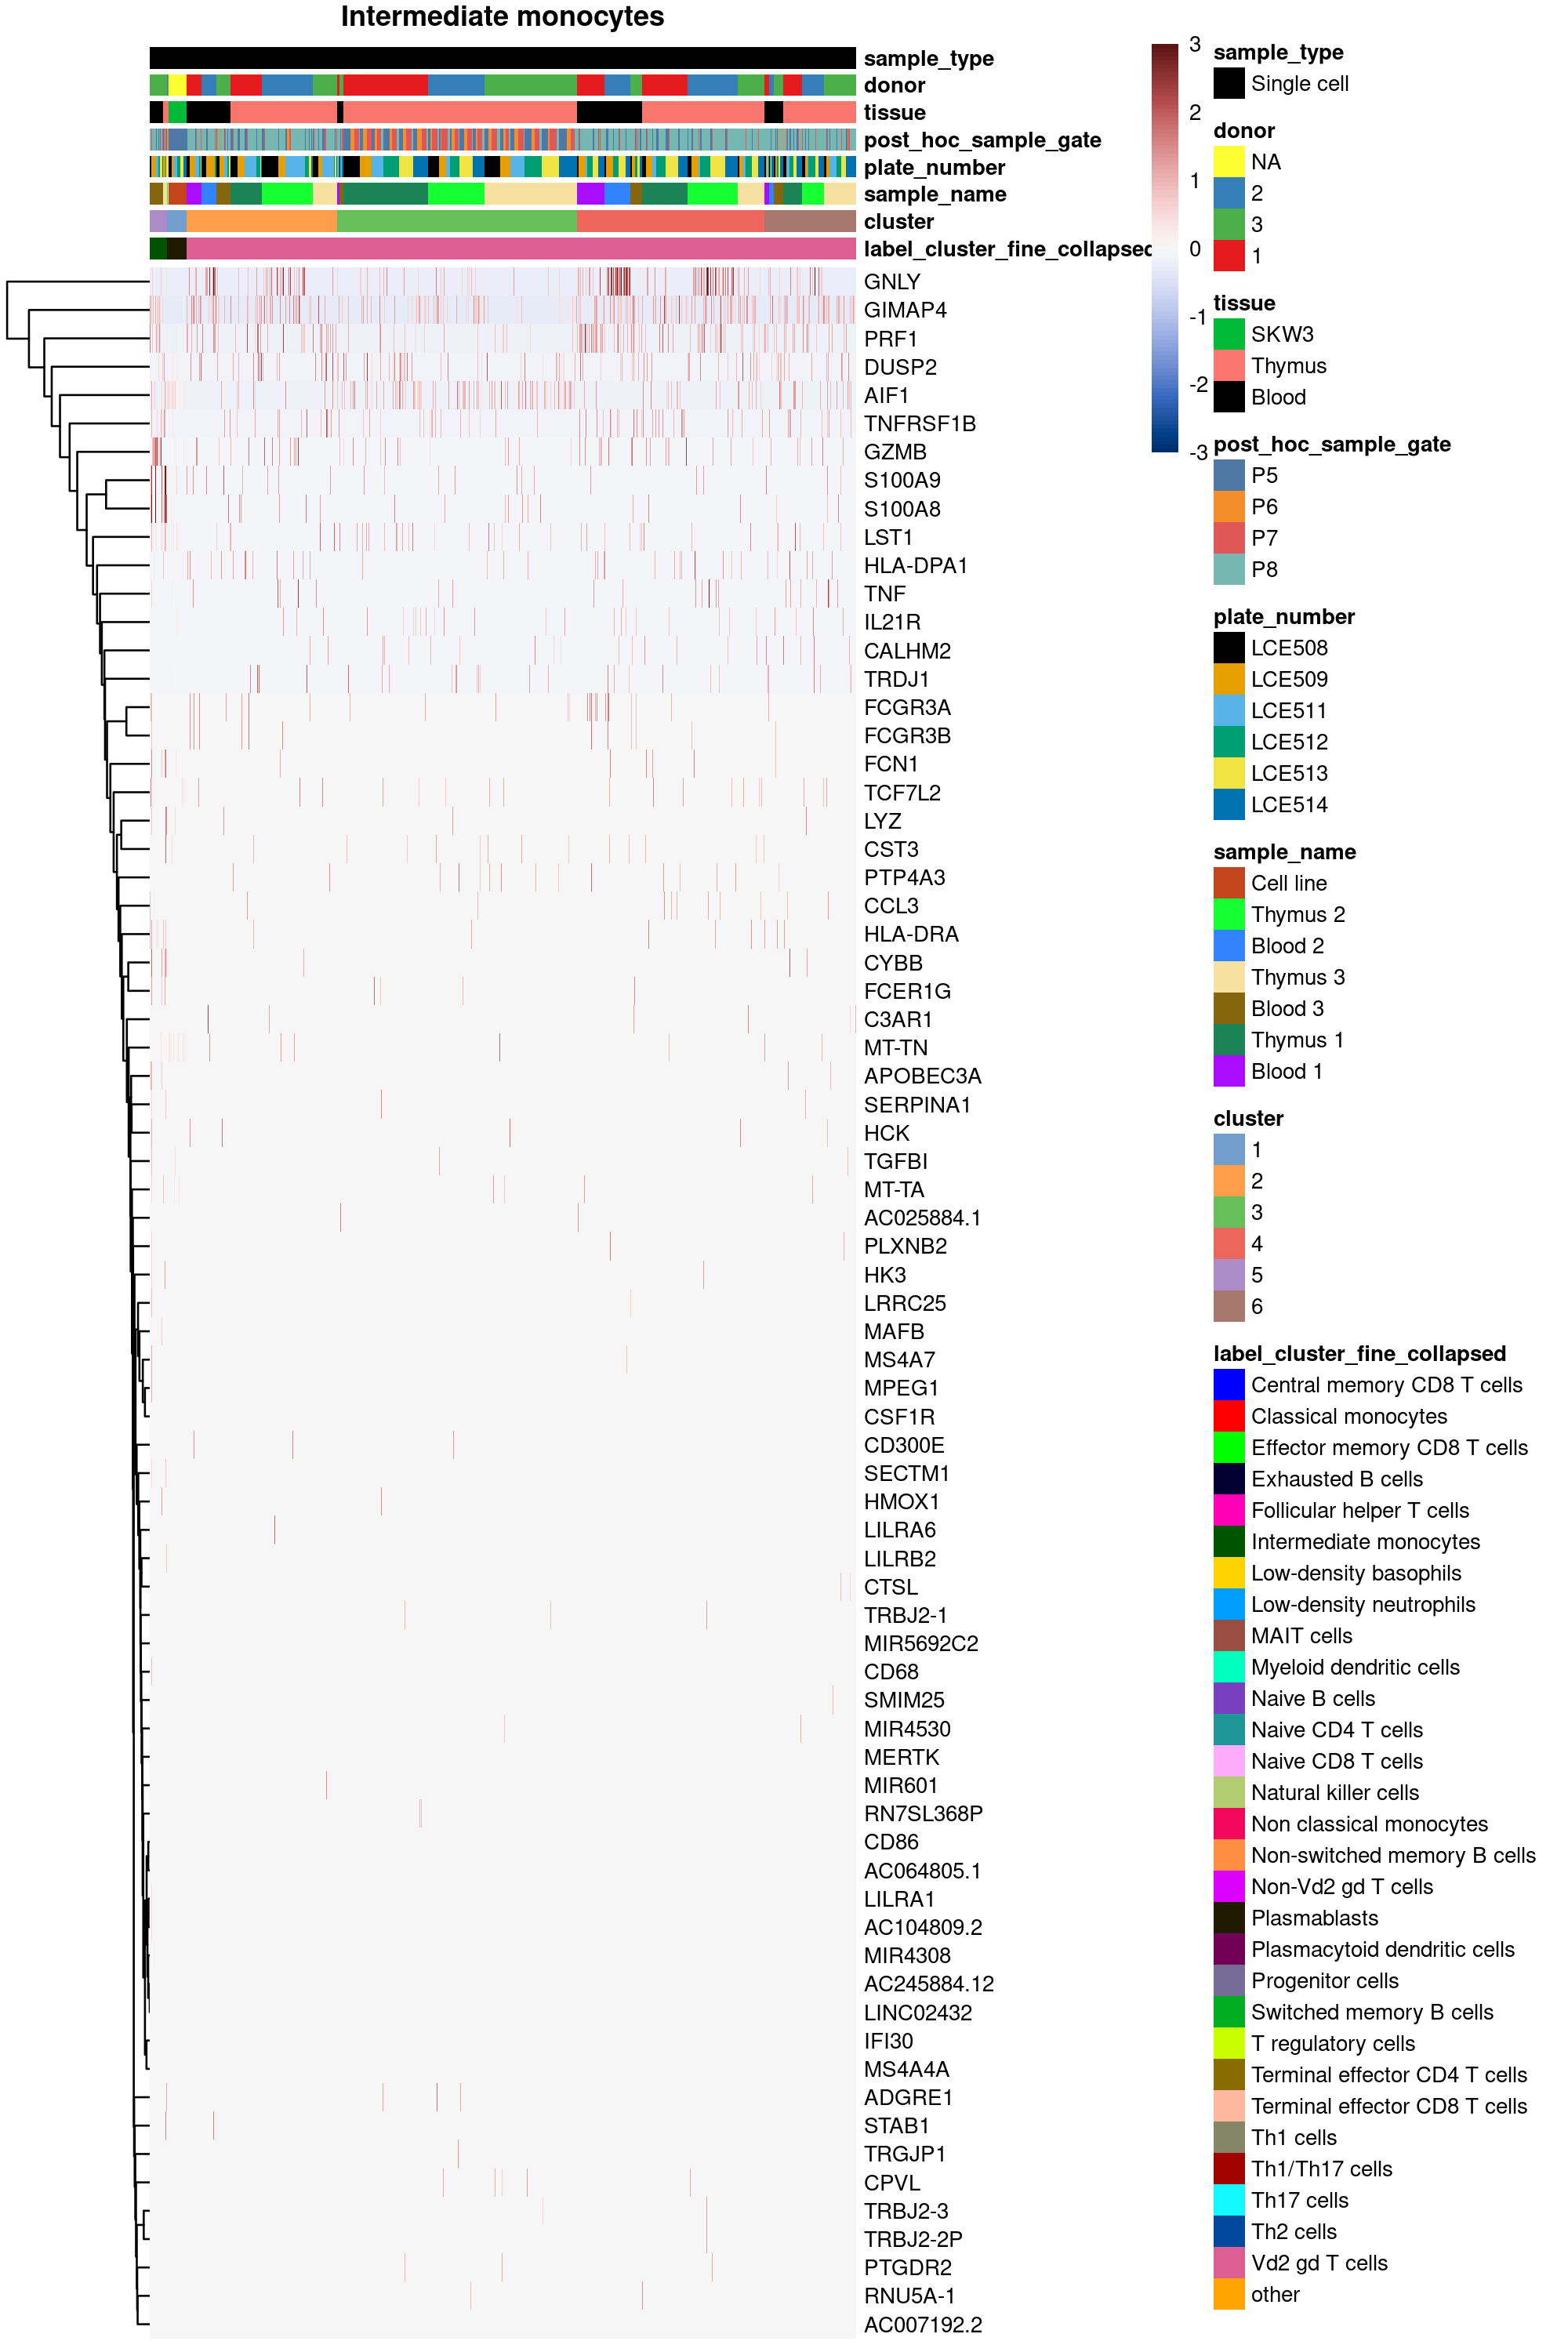 Intermediate monocytes
sample_type
donor
tissue
post_hoc_sample_gate
plate_number
sample_name
cluster
label_cluster_fine_collapsed
GNLY
GIMAP4
PRF1
DUSP2
AIF1
TNFRSF1B
GZMB
S100A9
S100A8
LST1
HLA-DPA1
TNF
IL21R
CALHM2
TRDJ1
FCGR3A
FCGR3B
FCN1
TCF7L2
LYZ
CST3
PTP4A3
CCL3
HLA-DRA
CYBB
FCER1G
C3AR1
MT-TN
APOBEC3A
SERPINA1
HCK
TGFBI
MT-TA
AC025884.1
PLXNB2
HK3
LRRC25
MAFB
MS4A7
MPEG1
CSF1R
CD300E
SECTM1
HMOX1
LILRA6
LILRB2
CTSL
TRBJ2-1
MIR5692C2
CD68
SMIM25
MIR4530
MERTK
MIR601
RN7SL368P
CD86
AC064805.1
LILRA1
AC104809.2
MIR4308
AC245884.12
LINC02432
IFI30
MS4A4A
ADGRE1
STAB1
TRGJP1
CPVL
TRBJ2-3
TRBJ2-2P
PTGDR2
RNU5A-1
AC007192.2
3
2
1
0
-1
-2
-3
sample_type
Single cell
donor
NA
2
3
1
tissue
SKW3
Thymus
Blood
post_hoc_sample_gate
P5
P6
P7
P8
plate_number
LCE508
LCE509
LCE511
LCE512
LCE513
LCE514
sample_name
Cell line
Thymus 2
Blood 2
Thymus 3
Blood 3
Thymus 1
Blood 1
cluster
1
2
3
4
5
6
label_cluster_fine_collapsed
Central memory CD8 T cells
Classical monocytes
Effector memory CD8 T cells
Exhausted B cells
Follicular helper T cells
Intermediate monocytes
Low-density basophils
Low-density neutrophils
MAIT cells
Myeloid dendritic cells
Naive B cells
Naive CD4 T cells
Naive CD8 T cells
Natural killer cells
Non classical monocytes
Non-switched memory B cells
Non-Vd2 gd T cells
Plasmablasts
Plasmacytoid dendritic cells
Progenitor cells
Switched memory B cells
T regulatory cells
Terminal effector CD4 T cells
Terminal effector CD8 T cells
Th1 cells
Th1/Th17 cells
Th17 cells
Th2 cells
Vd2 gd T cells
other